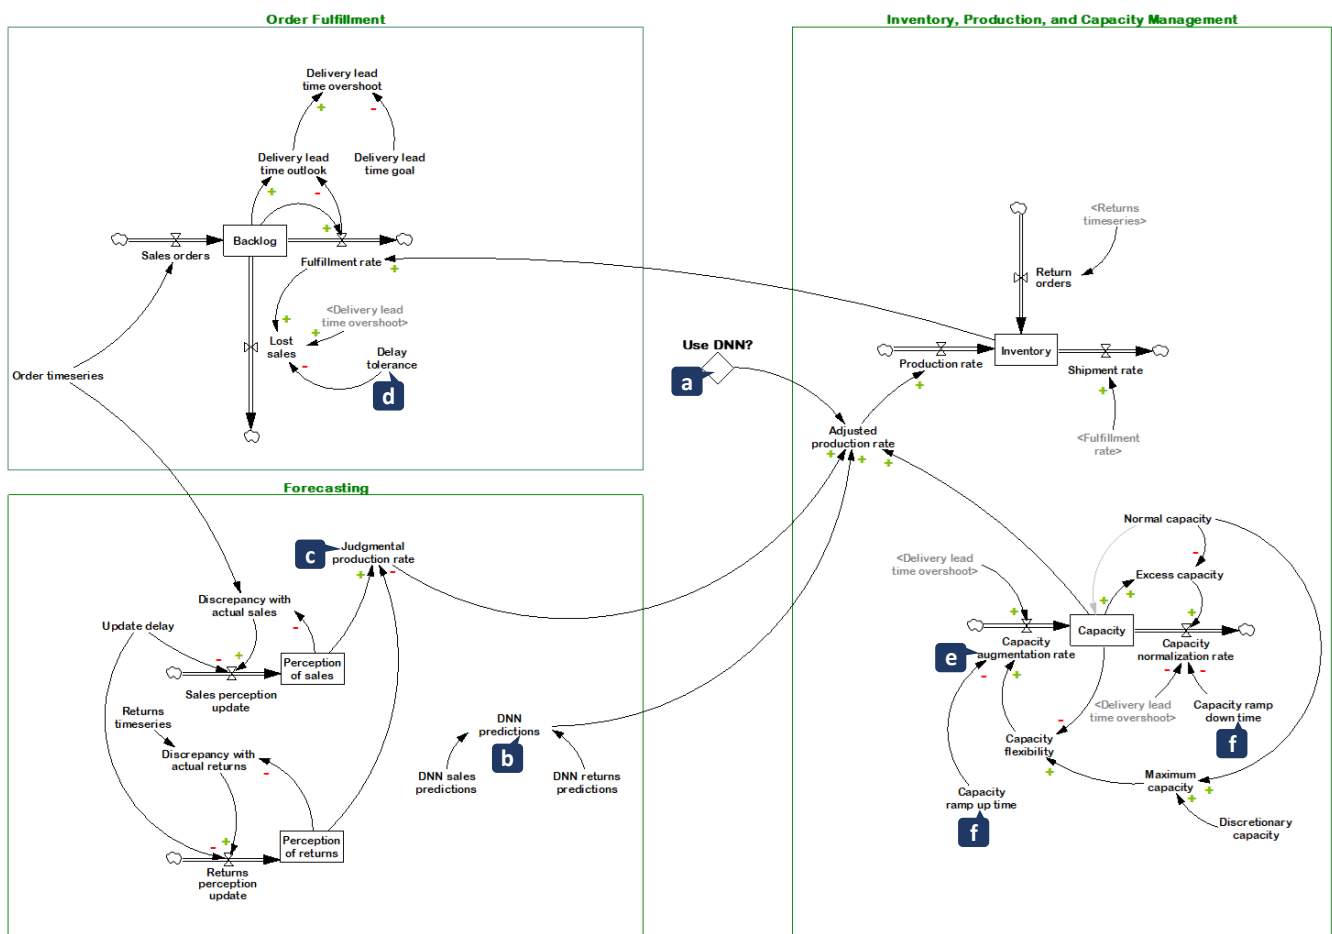 Order Fulfillment
Delivery lead
time overshoot
+
-
Delivery lead
time outlook
Delivery lead
time goal
+
-
Backlog
+
Sales orders
Fulfillment rate
+
<Delivery lead
time overshoot>
+
+
Lost
sales
-
Delay
tolerance
d
Order timeseries
Forecasting
c
Judgmental
production rate
+
-
Discrepancy with
actual sales
-
Update delay
+
-
Perception
of sales
Sales perception
update
Returns
timeseries
Discrepancy with
actual returns
-
+
-
Perception
of returns
Returns
perception
update
DNN
predictions
b
DNN sales
predictions
DNN returns
predictions
Use DNN?
a
Inventory, Production, and Capacity Management
<Returns
timeseries>
Return
orders
Inventory
Production rate
+
Shipment rate
+
<Fulfillment
rate>
Adjusted
production rate
+
+
+
Normal capacity
-
<Delivery lead
time overshoot>
Excess capacity
+
+
+
+
Capacity
Capacity
augmentation rate
e
-
+
Capacity
normalization rate
-
-
<Delivery lead
time overshoot>
Capacity ramp
down time
f
-
Capacity
flexibility
+
Maximum
capacity
+
+
Capacity
ramp up time
f
Discretionary
capacity